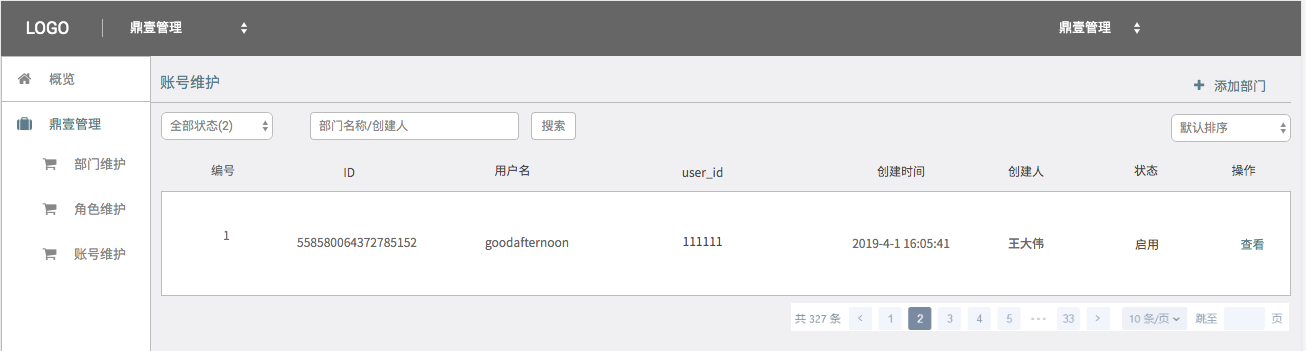 LOGO 鼎壹管理 鼎壹管理
概览
账号维护 添加部门
鼎壹管理
全部状态(2) 部门名称/创建人 搜索 默认排序
部门维护
编号 ID 用户名 user_id 创建时间 创建人 状态 操作
角色维护
1 558580064372785152 goodafternoon 111111 2019-4-1 16:05:41 王大伟 启用 查看
账号维护
共 327 条 < 1 2 3 4 5 ··· 33 > 10 条/页 跳至 页